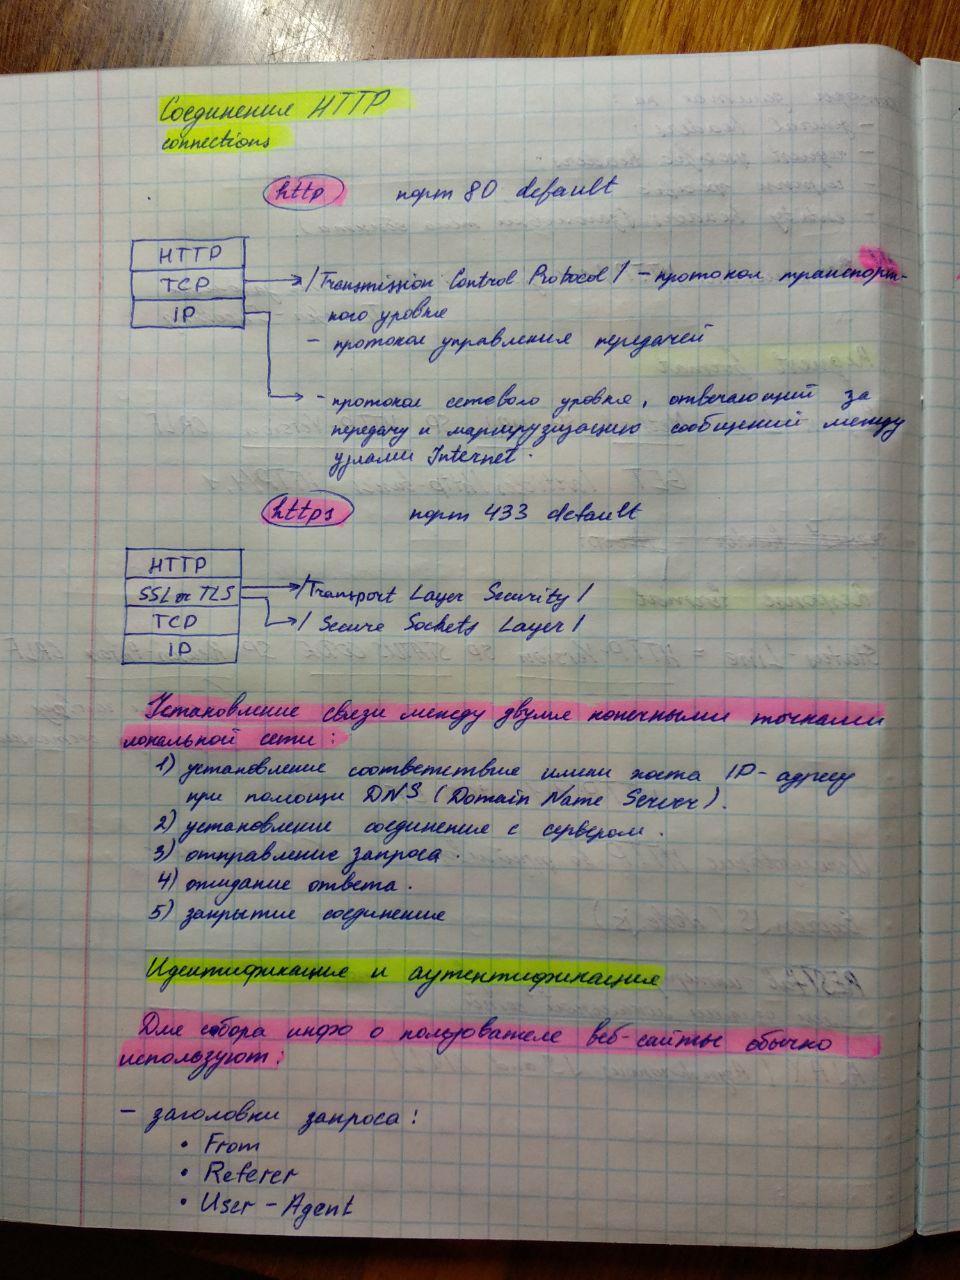 Соединения HTTP
connections
http порт 80 default
HTTP
TCP
IP
/Transmission Control Protocol/ - протокол транспорт-
ного уровня
- протокол управления передачей
- протокол сетевого уровня, отвечающий за
передачу и маршрутизацию сообщений между
узлами Internet.
https порт 433 default
HTTP
SSL or TLS
TCP
IP
/Transport Layer Security/
/Secure Sockets Layer/
Установление связи между двумя конечными точками
локальной сети:
1) установление соответствие имени хоста IP-адресу
при помощи DNS (Domain Name Server).
2) установление соединение с сервером.
3) отправление запроса.
4) ожидание ответа.
5) закрытие соединение
Идентификация и аутентификация
Для сбора инфо о пользователе веб-сайты обычно
используют:
- заголовки запроса:
• From
• Referer
• User-Agent